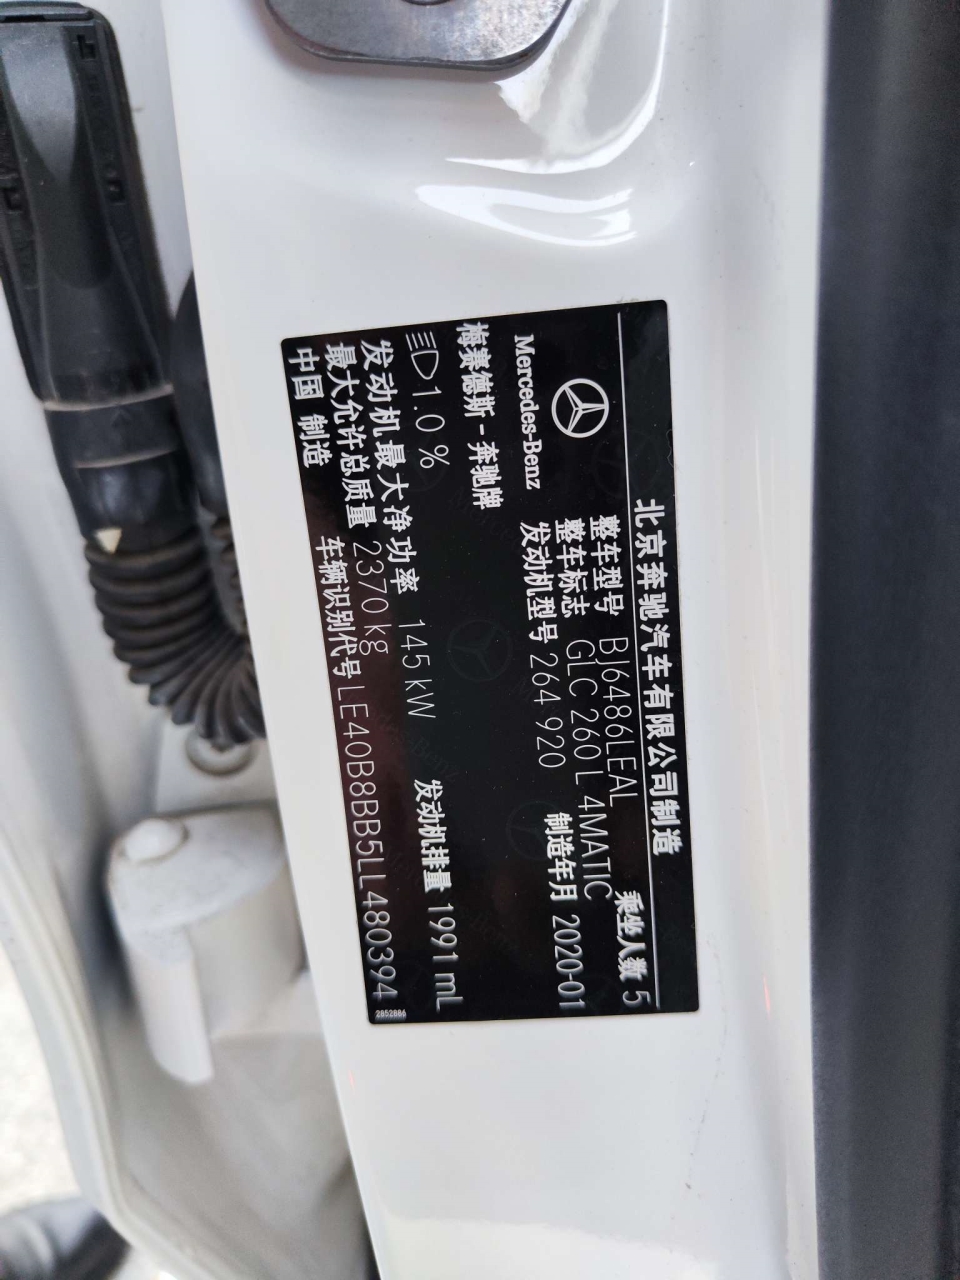 北京奔驰汽车有限公司制造
Mercedes-Benz
梅赛德斯-奔驰牌
整车型号 BJ6486LEAL 乘坐人数 5
整车标志 GLC 260 L 4MATIC
发动机型号 264 920 制造年月 2020-01
1.0 %
发动机最大净功率 145 kW 发动机排量 1991 mL
最大允许总质量 2370 kg
中国 制造 车辆识别代号 LE40B8BB5LL480394
2852886